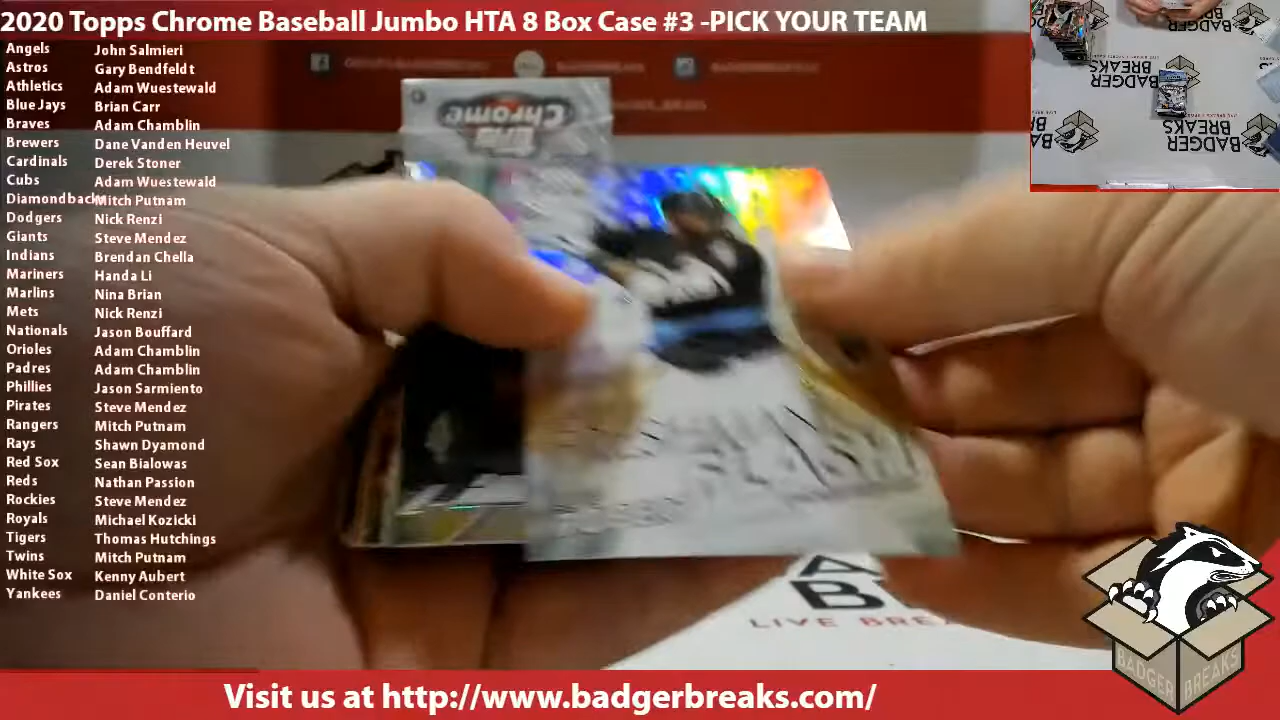 2020 Topps Chrome Baseball Jumbo HTA 8 Box Case #3 -PICK YOUR TEAM
Angels John Salmieri
Astros Gary Bendfeldt
Athletics Adam Wuestewald
Blue Jays Brian Carr
Braves Adam Chamblin
Brewers Dane Vanden Heuvel
Cardinals Derek Stoner
Cubs Adam Wuestewald
Diamondback Mitch Putnam
Dodgers Nick Renzi
Giants Steve Mendez
Indians Brendan Chella
Mariners Handa Li
Marlins Nina Brian
Mets Nick Renzi
Nationals Jason Bouffard
Orioles Adam Chamblin
Padres Adam Chamblin
Phillies Jason Sarmiento
Pirates Steve Mendez
Rangers Mitch Putnam
Rays Shawn Dyamond
Red Sox Sean Bialowas
Reds Nathan Passion
Rockies Steve Mendez
Royals Michael Kozicki
Tigers Thomas Hutchings
Twins Mitch Putnam
White Sox Kenny Aubert
Yankees Daniel Conterio
Chrome
BADGER
BREAKS
BREAKS
BADGER
LIVE BREA
BADGER BREAKS
Visit us at http://www.badgerbreaks.com/